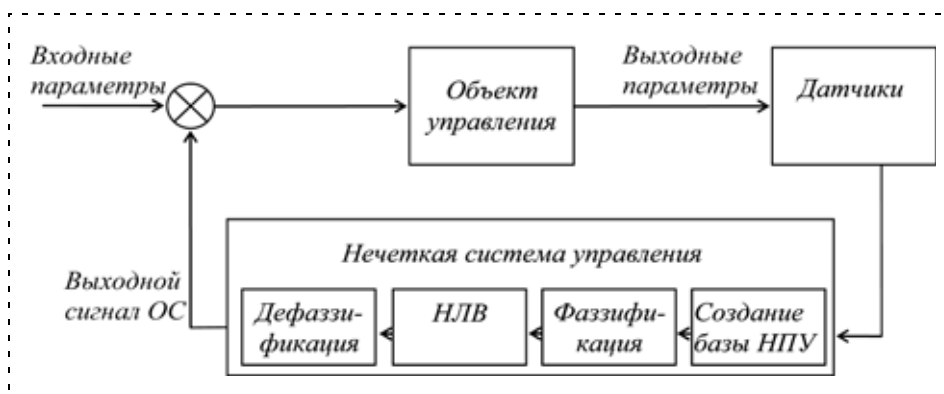 Входные
параметры
Объект
управления
Выходные
параметры
Датчики
Нечеткая система управления
Выходной
сигнал ОС
Дефаззи-
фикация
НЛВ
Фаззифи-
кация
Создание
базы НПУ